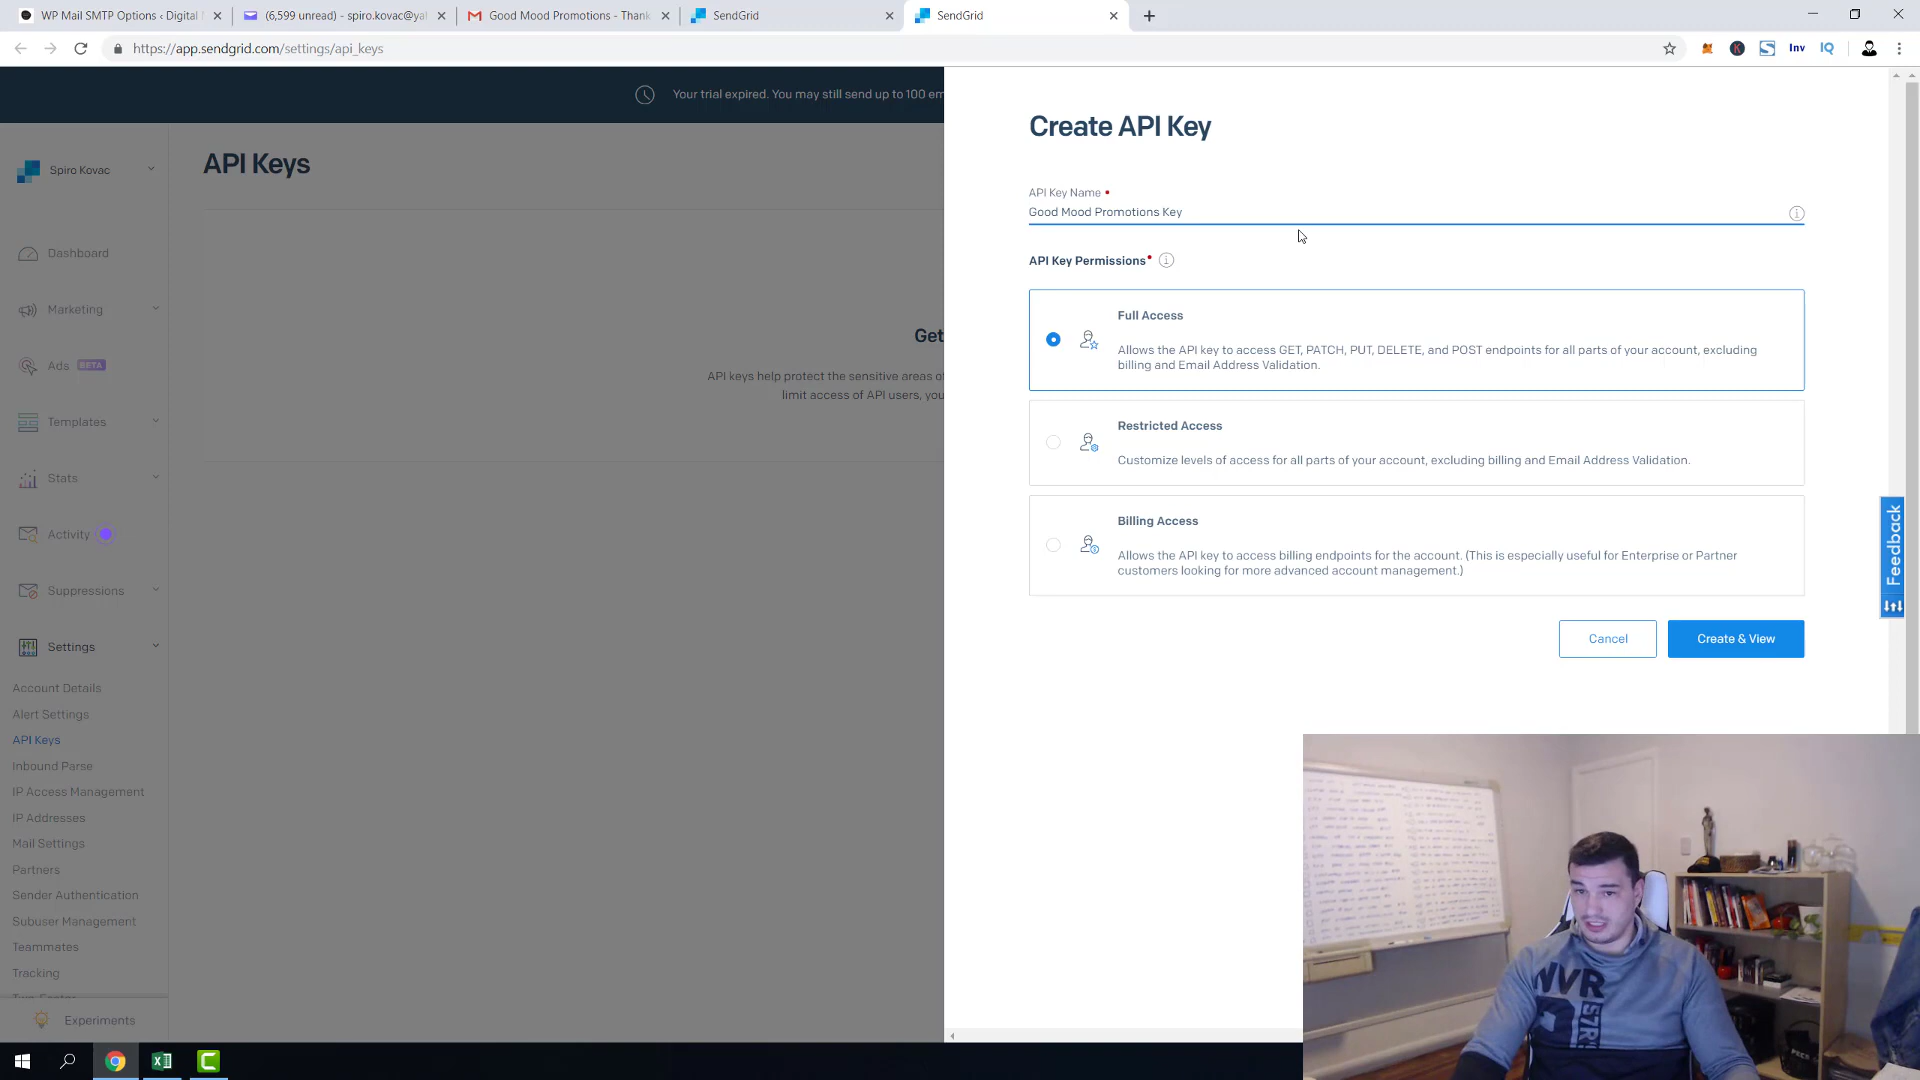 WP Mail SMTP Options ‹ Digital
(6,599 unread) - spiro.kovac@ya
Good Mood Promotions - Thank
SendGrid
SendGrid
https://app.sendgrid.com/settings/api_keys
Inv
IQ
Your trial expired. You may still send up to 100 em
Spiro Kovac
Dashboard
Marketing
Ads BETA
Templates
Stats
Activity
Suppressions
Settings
Account Details
Alert Settings
API Keys
Inbound Parse
IP Access Management
IP Addresses
Mail Settings
Partners
Sender Authentication
Subuser Management
Teammates
Tracking
Experiments
API Keys
Get
API keys help protect the sensitive areas of
limit access of API users, you
Create API Key
API Key Name
Good Mood Promotions Key
API Key Permissions
Full Access
Allows the API key to access GET, PATCH, PUT, DELETE, and POST endpoints for all parts of your account, excluding
billing and Email Address Validation.
Restricted Access
Customize levels of access for all parts of your account, excluding billing and Email Address Validation.
Billing Access
Allows the API key to access billing endpoints for the account. (This is especially useful for Enterprise or Partner
customers looking for more advanced account management.)
Cancel
Create & View
Feedback